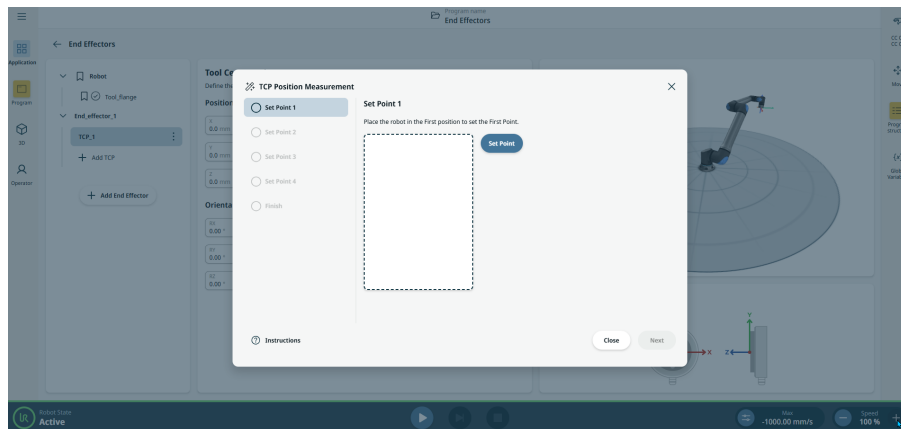 Program name
End Effectors
End Effectors
Application
Program
3D
Operator
Robot
Tool_flange
End_effector_1
TCP_1
Add TCP
Add End Effector
Tool Ce
Define the
Position
X
0.0 mm
Y
0.0 mm
Z
0.0 mm
Orienta
RX
0.00 °
RY
0.00 °
RZ
0.00 °
TCP Position Measurement
Set Point 1
Set Point 2
Set Point 3
Set Point 4
Finish
Set Point 1
Place the robot in the First position to set the First Point.
Set Point
Instructions
Close
Next
Y
X
Z
Robot State
Active
Max
-1000.00 mm/s
Speed
100 %